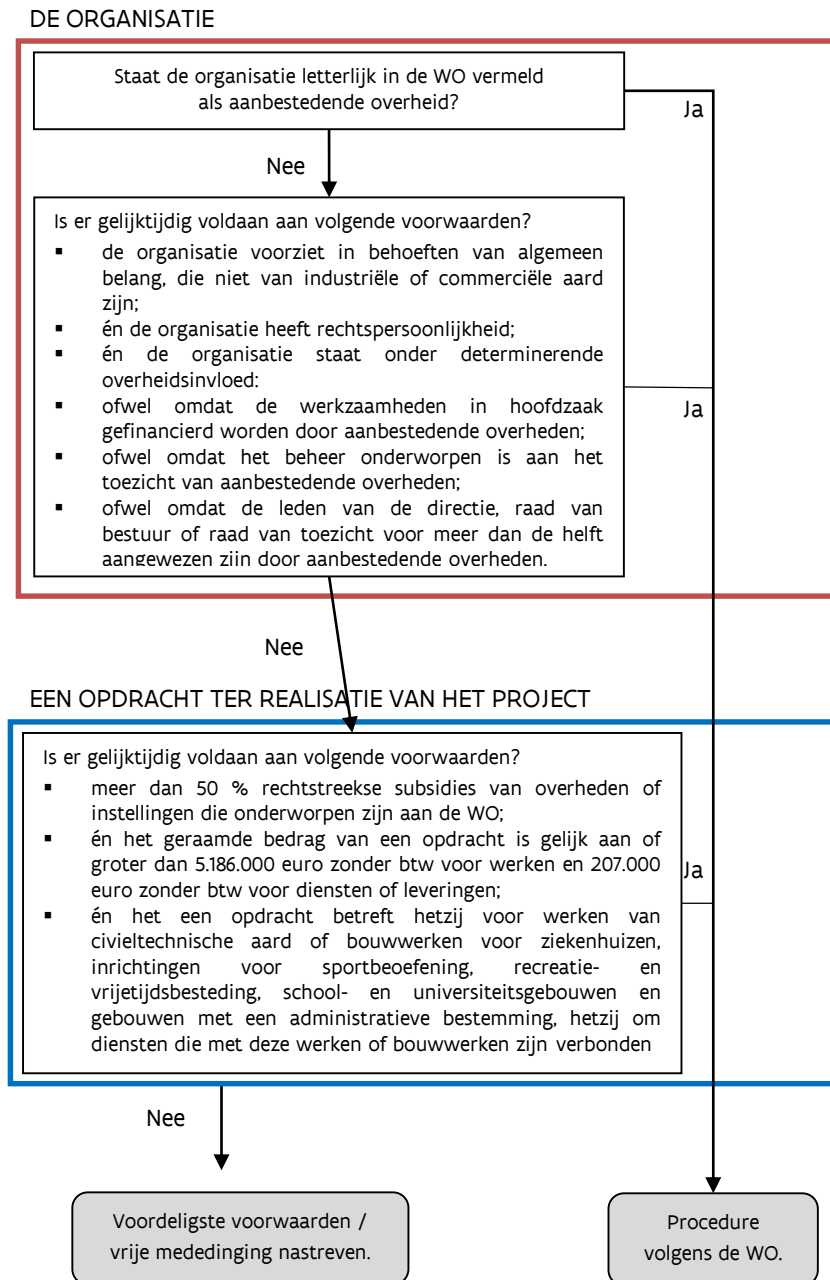 DE ORGANISATIE
Staat de organisatie letterlijk in de WO vermeld
als aanbestedende overheid?
Ja
Nee
Is er gelijktijdig voldaan aan volgende voorwaarden?
▪ de organisatie voorziet in behoeften van algemeen
belang, die niet van industriële of commerciële aard
zijn;
▪ én de organisatie heeft rechtspersoonlijkheid;
▪ én de organisatie staat onder determinerende
overheidsinvloed:
▪ ofwel omdat de werkzaamheden in hoofdzaak
gefinancierd worden door aanbestedende overheden;
▪ ofwel omdat het beheer onderworpen is aan het
toezicht van aanbestedende overheden;
▪ ofwel omdat de leden van de directie, raad van
bestuur of raad van toezicht voor meer dan de helft
aangewezen zijn door aanbestedende overheden.
Ja
Nee
EEN OPDRACHT TER REALISATIE VAN HET PROJECT
Is er gelijktijdig voldaan aan volgende voorwaarden?
▪ meer dan 50 % rechtstreekse subsidies van overheden of
instellingen die onderworpen zijn aan de WO;
▪ én het geraamde bedrag van een opdracht is gelijk aan of
groter dan 5.186.000 euro zonder btw voor werken en 207.000
euro zonder btw voor diensten of leveringen;
▪ én het een opdracht betreft hetzij voor werken van
civieltechnische aard of bouwwerken voor ziekenhuizen,
inrichtingen voor sportbeoefening, recreatie- en
vrijetijdsbesteding, school- en universiteitsgebouwen en
gebouwen met een administratieve bestemming, hetzij om
diensten die met deze werken of bouwwerken zijn verbonden
Ja
Nee
Voordeligste voorwaarden /
vrije mededinging nastreven.
Procedure
volgens de WO.